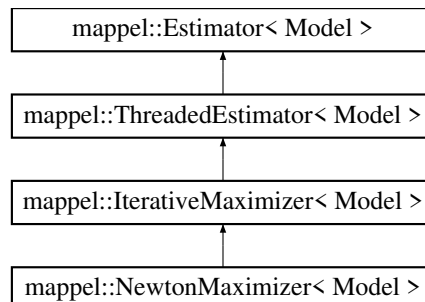 mappel::Estimator< Model >
mappel::ThreadedEstimator< Model >
mappel::IterativeMaximizer< Model >
mappel::NewtonMaximizer< Model >